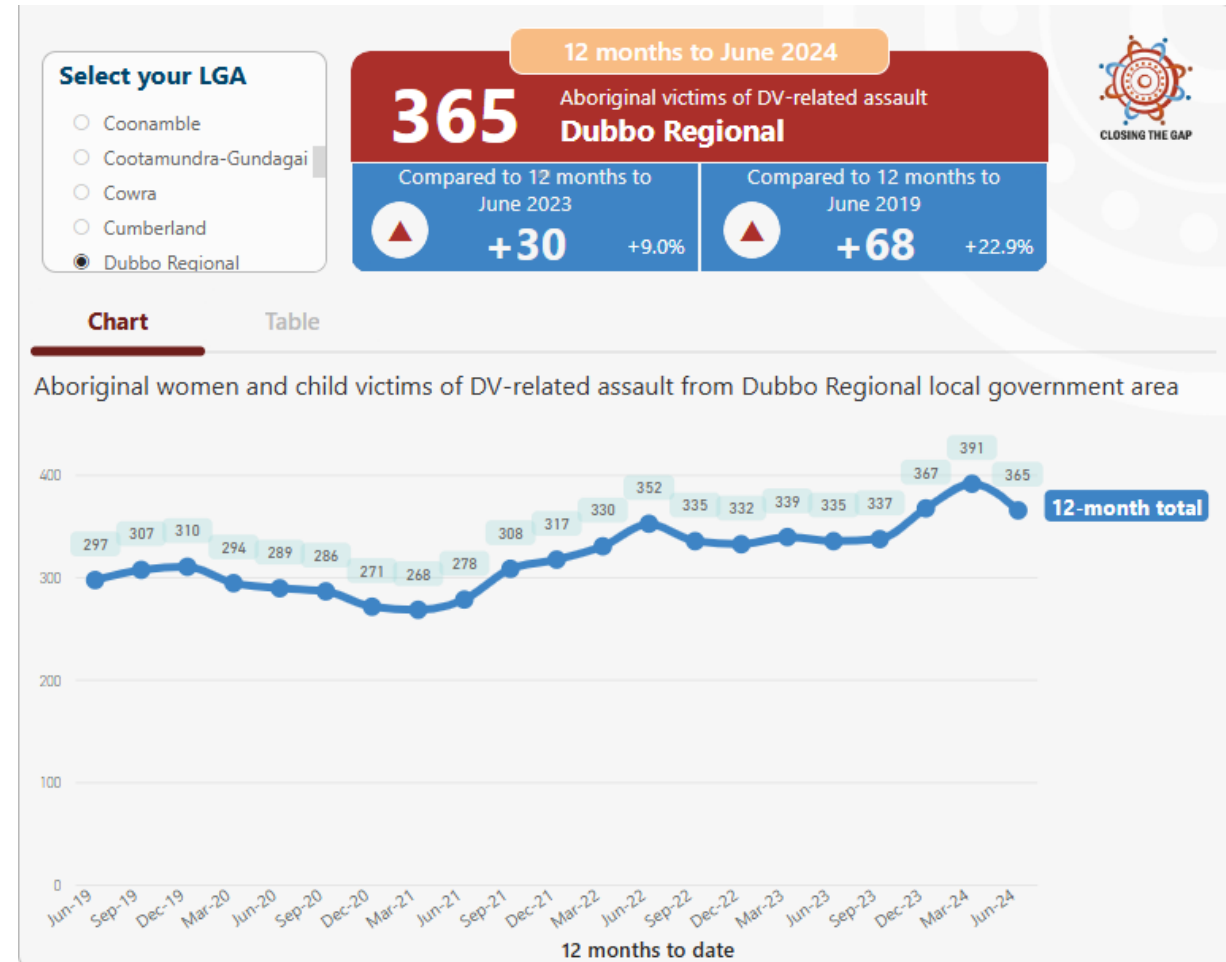 Select your LGA
Coonamble
Cootamundra-Gundagai
Cowra
Cumberland
Dubbo Regional
12 months to June 2024
365
Aboriginal victims of DV-related assault
Dubbo Regional
Compared to 12 months to
June 2023
+30 +9.0%
Compared to 12 months to
June 2019
+68 +22.9%
CLOSING THE GAP
Chart Table
Aboriginal women and child victims of DV-related assault from Dubbo Regional local government area
400
300
200
100
0
297 307 310 294 289 286 271 268 278 308 317 330 352 335 332 339 335 337 367 391 365
12-month total
Jun-19 Sep-19 Dec-19 Mar-20 Jun-20 Sep-20 Dec-20 Mar-21 Jun-21 Sep-21 Dec-21 Mar-22 Jun-22 Sep-22 Dec-22 Mar-23 Jun-23 Sep-23 Dec-23 Mar-24 Jun-24
12 months to date